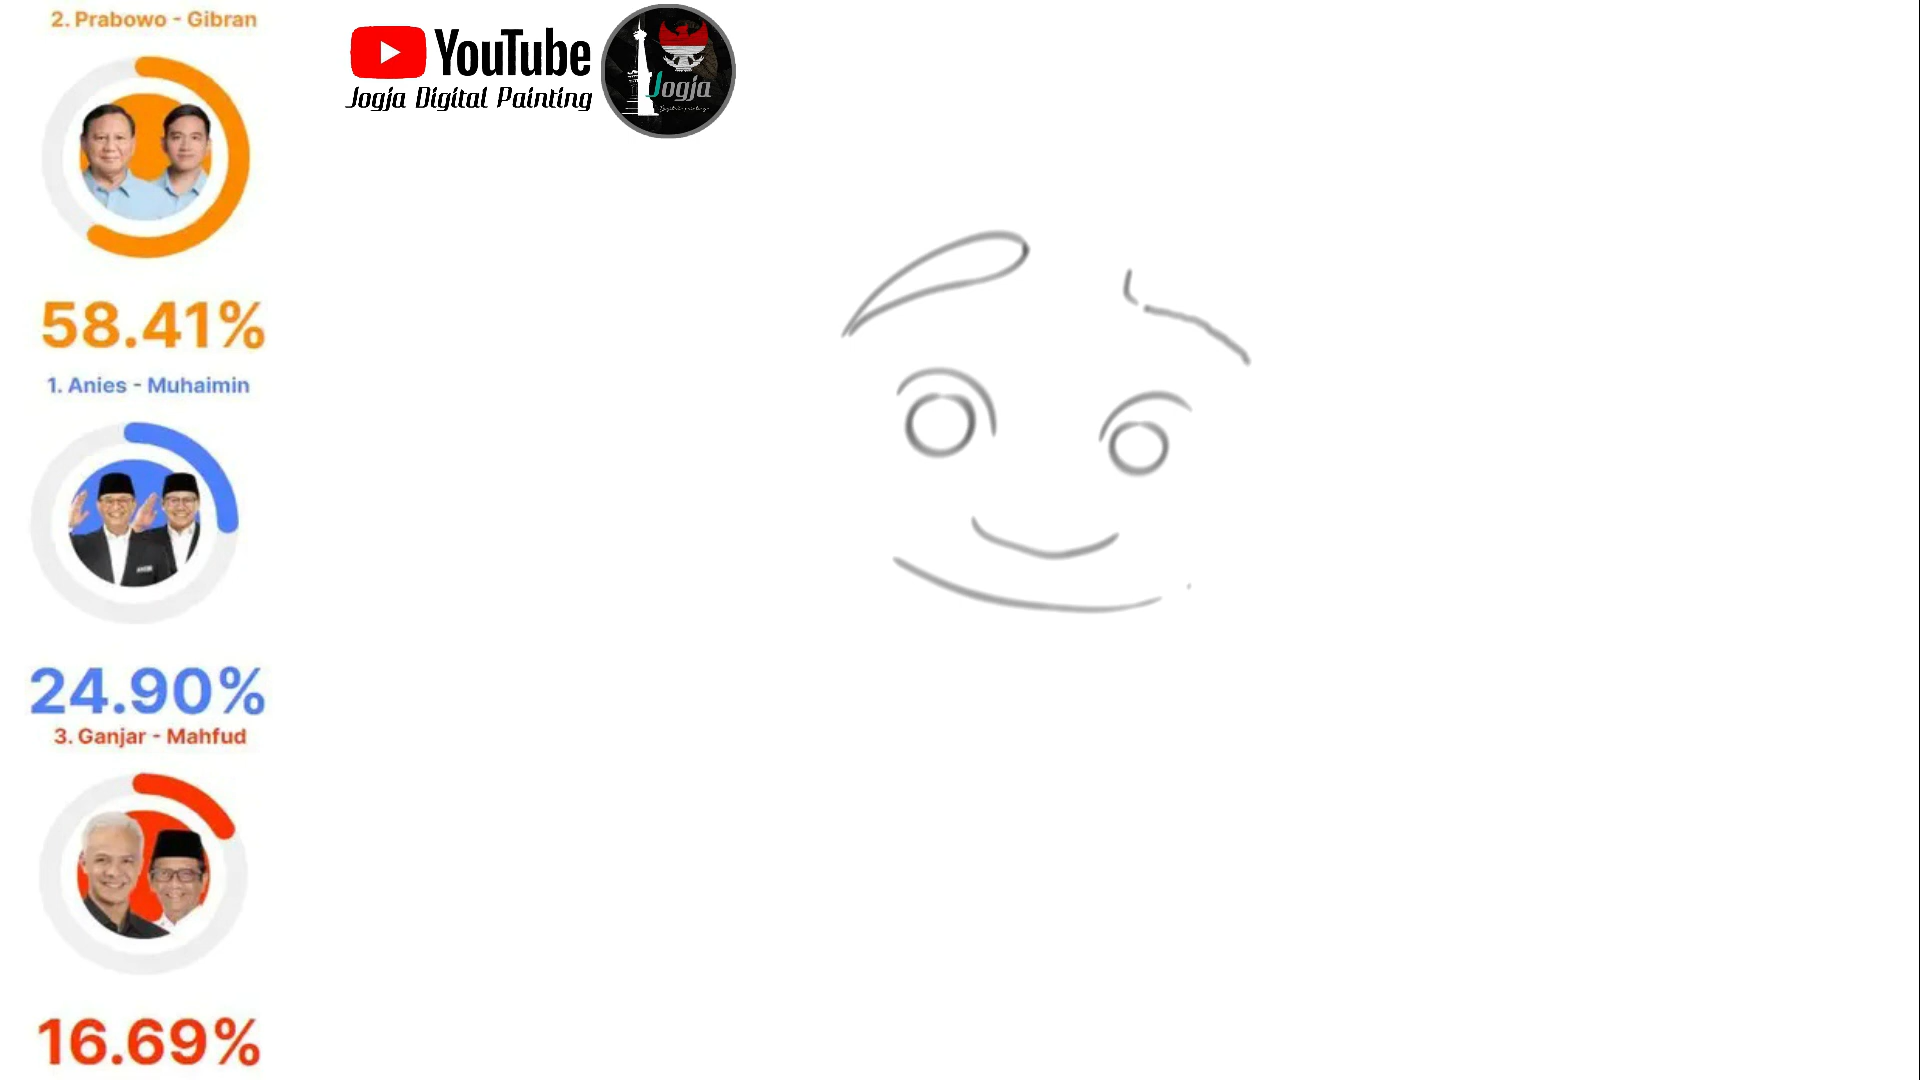 2. Prabowo - Gibran
58.41%
1. Anies - Muhaimin
24.90%
3. Ganjar - Mahfud
16.69%
YouTube
Jogja Digital Painting
Jogja